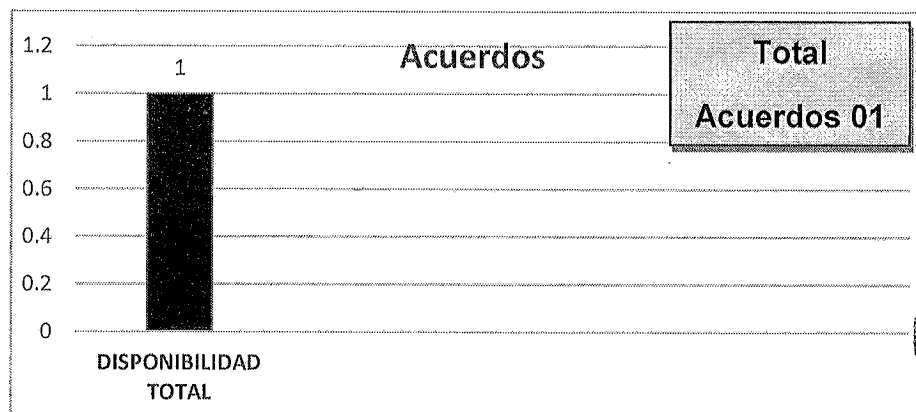 Acuerdos
Total
Acuerdos 01
1.2
1
1
0.8
0.6
0.4
0.2
0
DISPONIBILIDAD
TOTAL